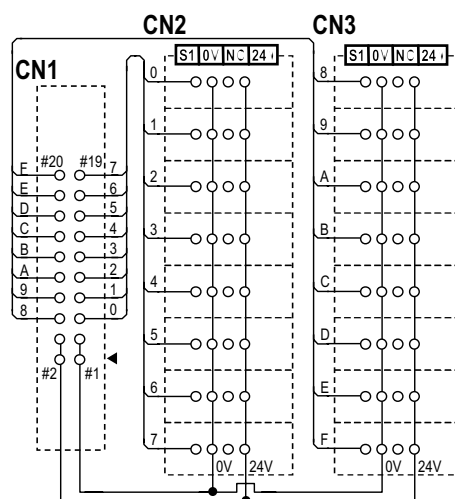 CN2
CN3
CN1
S1 0V NC 24
S1 0V NC 24
0
8
1
9
#20 #19
F 7
2
A
E 6
D 5
C 4
3
B
B 3
A 2
9 1
4
C
8 0
5
D
#2 #1
6
E
7
F
0V 24V
0V 24V